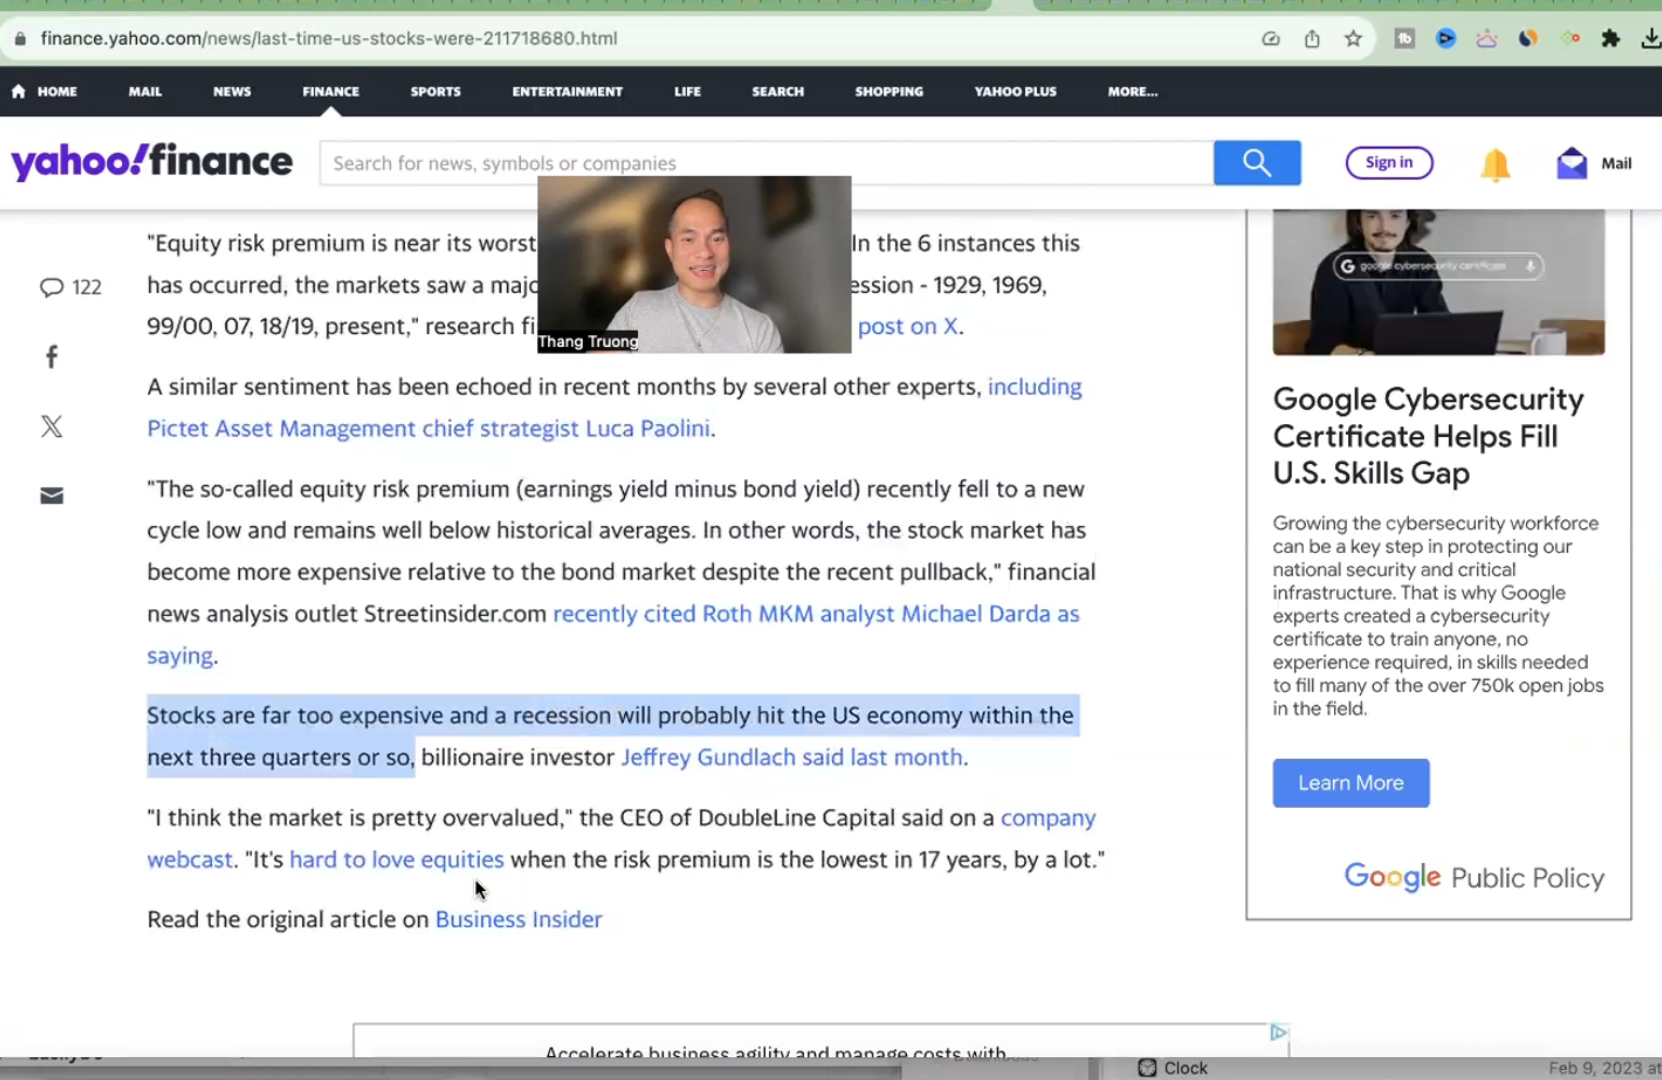 finance.yahoo.com/news/last-time-us-stocks-were-211718680.html
HOME MAIL NEWS FINANCE SPORTS ENTERTAINMENT LIFE SEARCH SHOPPING YAHOO PLUS MORE...
yahoo!finance
Search for news, symbols or companies
Sign in
Mail
122
"Equity risk premium is near its worst In the 6 instances this
has occurred, the markets saw a ession - 1929, 1969,
99/00, 07, 18/19, present," research post on X.
Thang Truong
A similar sentiment has been echoed in recent months by several other experts, including
Pictet Asset Management chief strategist Luca Paolini.
"The so-called equity risk premium (earnings yield minus bond yield) recently fell to a new
cycle low and remains well below historical averages. In other words, the stock market has
become more expensive relative to the bond market despite the recent pullback," financial
news analysis outlet Streetinsider.com recently cited Roth MKM analyst Michael Darda as
saying.
Stocks are far too expensive and a recession will probably hit the US economy within the
next three quarters or so, billionaire investor Jeffrey Gundlach said last month.
"I think the market is pretty overvalued," the CEO of DoubleLine Capital said on a company
webcast. "It's hard to love equities when the risk premium is the lowest in 17 years, by a lot."
Read the original article on Business Insider
google cybersecurity certificate
Google Cybersecurity
Certificate Helps Fill
U.S. Skills Gap
Growing the cybersecurity workforce
can be a key step in protecting our
national security and critical
infrastructure. That is why Google
experts created a cybersecurity
certificate to train anyone, no
experience required, in skills needed
to fill many of the over 750k open jobs
in the field.
Learn More
Google Public Policy
Accelerate business agility and manage costs with
Clock
Feb 9, 2023 at